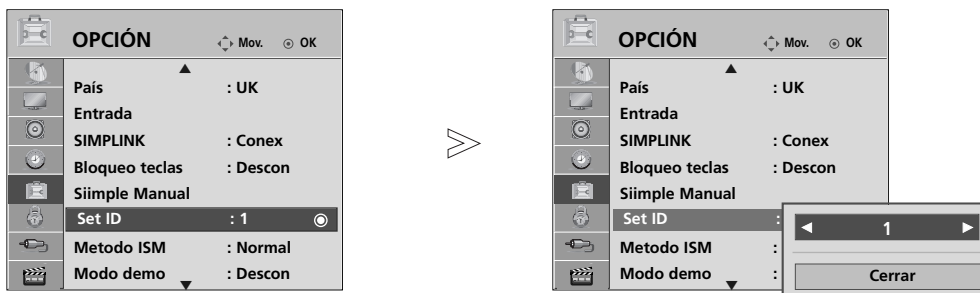 OPCIÓN Mov. OK
País : UK
Entrada
SIMPLINK : Conex
Bloqueo teclas : Descon
Siimple Manual
Set ID : 1
Metodo ISM : Normal
Modo demo : Descon
OPCIÓN Mov. OK
País : UK
Entrada
SIMPLINK : Conex
Bloqueo teclas : Descon
Siimple Manual
Set ID :
1
Metodo ISM :
Modo demo :
Cerrar